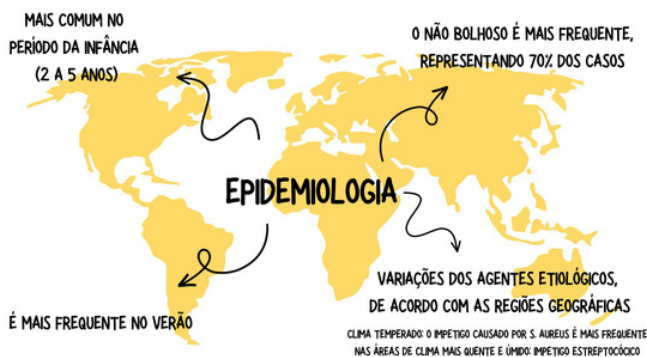 MAIS COMUM NO
PERÍODO DA INFÂNCIA
(2 A 5 ANOS)
O NÃO BOLHOSO É MAIS FREQUENTE,
REPRESENTANDO 70% DOS CASOS
EPIDEMIOLOGIA
VARIAÇÕES DOS AGENTES ETIOLÓGICOS,
DE ACORDO COM AS REGIÕES GEOGRÁFICAS
É MAIS FREQUENTE NO VERÃO
CLIMA TEMPERADO: O IMPETIGO CAUSADO POR S. AUREUS É MAIS FREQUENTE
NAS ÁREAS DE CLIMA MAIS QUENTE E ÚMIDO: IMPETIGO ESTREPTOCÓCICO